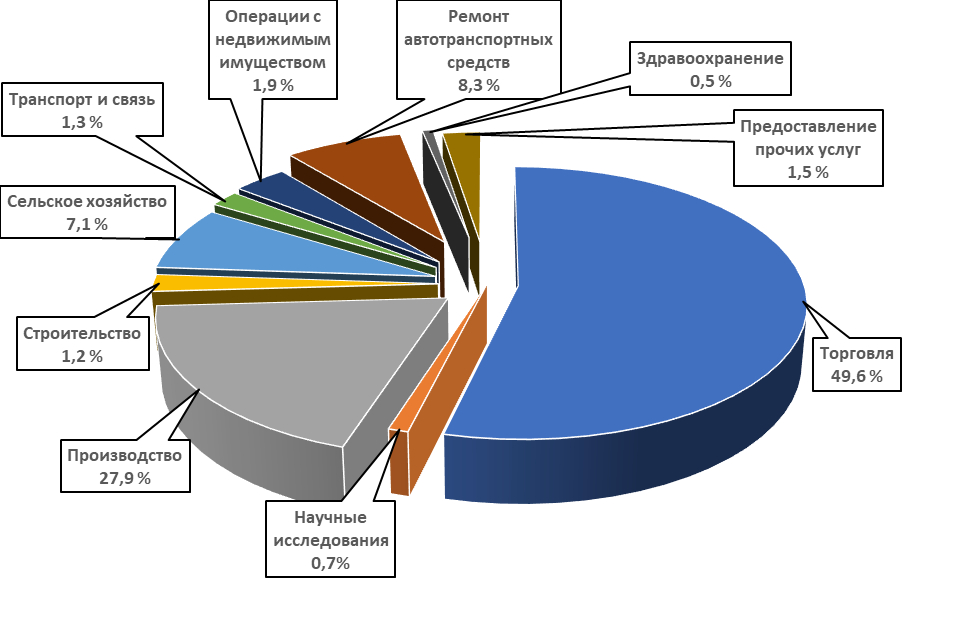 Операции с
недвижимым
имуществом
1,9 %
Ремонт
автотранспортных
средств
8,3 %
Здравоохранение
0,5 %
Транспорт и связь
1,3 %
Предоставление
прочих услуг
1,5 %
Сельское хозяйство
7,1 %
Строительство
1,2 %
Торговля
49,6 %
Производство
27,9 %
Научные
исследования
0,7%